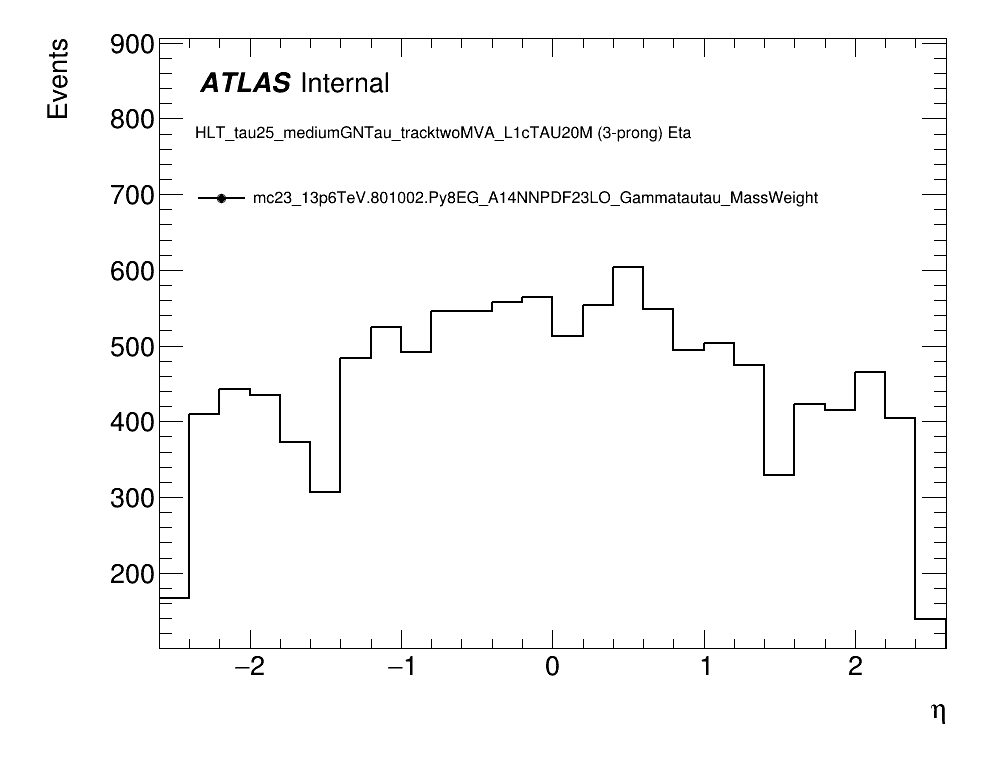 Events
900
800
700
600
500
400
300
200
ATLAS Internal
HLT_tau25_mediumGNTau_tracktwoMVA_L1cTAU20M (3-prong) Eta
mc23_13p6TeV.801002.Py8EG_A14NNPDF23LO_Gammatautau_MassWeight
−2 −1 0 1 2
η